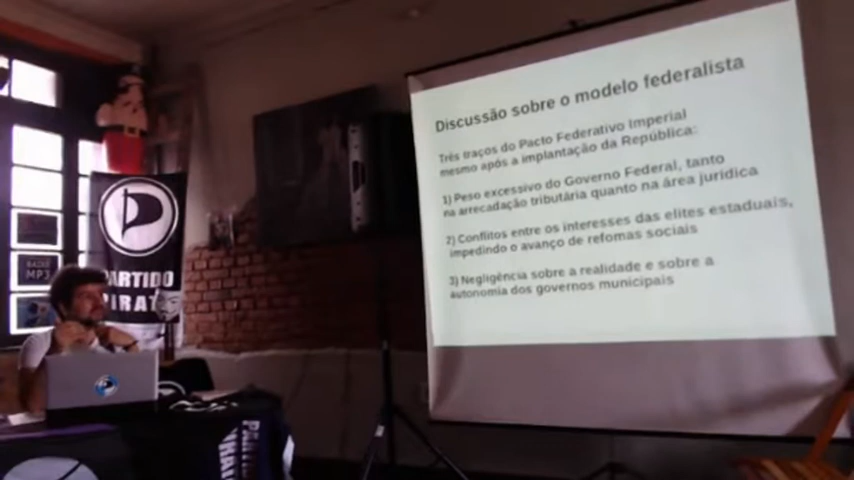 Discussão sobre o modelo federalista
Três traços do Pacto Federativo Imperial
mesmo após a implantação da República:
1) Peso excessivo do Governo Federal, tanto
na arrecadação tributária quanto na área jurídica
2) Conflitos entre os interesses das elites estaduais,
impedindo o avanço de refomas sociais
3) Negligência sobre a realidade e sobre a
autonomia dos governos municipais
PARTIDO
PIRAT
RADIO
MP3